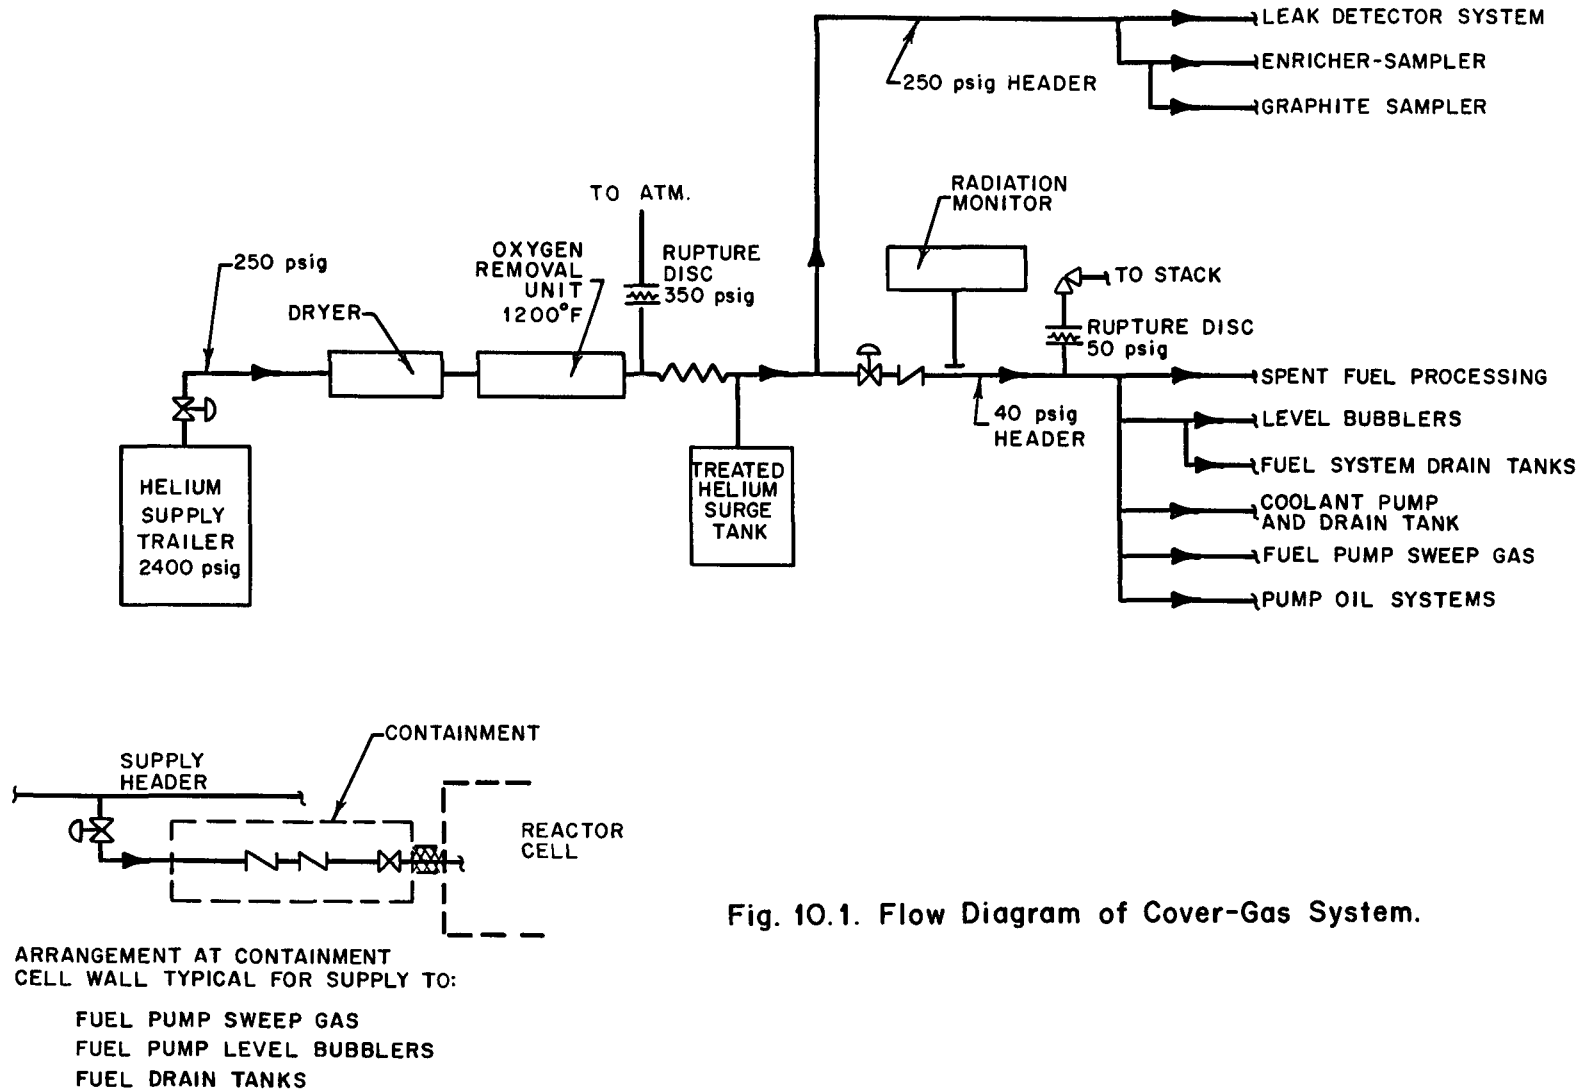 LEAK DETECTOR SYSTEM
ENRICHER-SAMPLER
250 psig HEADER
GRAPHITE SAMPLER
TO ATM.
RADIATION
MONITOR
250 psig
OXYGEN
REMOVAL
UNIT
1200°F
RUPTURE
DISC
350 psig
DRYER
TO STACK
RUPTURE DISC
50 psig
SPENT FUEL PROCESSING
40 psig
HEADER
LEVEL BUBBLERS
FUEL SYSTEM DRAIN TANKS
HELIUM
SUPPLY
TRAILER
2400 psig
TREATED
HELIUM
SURGE
TANK
COOLANT PUMP
AND DRAIN TANK
FUEL PUMP SWEEP GAS
PUMP OIL SYSTEMS
CONTAINMENT
SUPPLY
HEADER
REACTOR
CELL
Fig. 10.1. Flow Diagram of Cover-Gas System.
ARRANGEMENT AT CONTAINMENT
CELL WALL TYPICAL FOR SUPPLY TO:
FUEL PUMP SWEEP GAS
FUEL PUMP LEVEL BUBBLERS
FUEL DRAIN TANKS